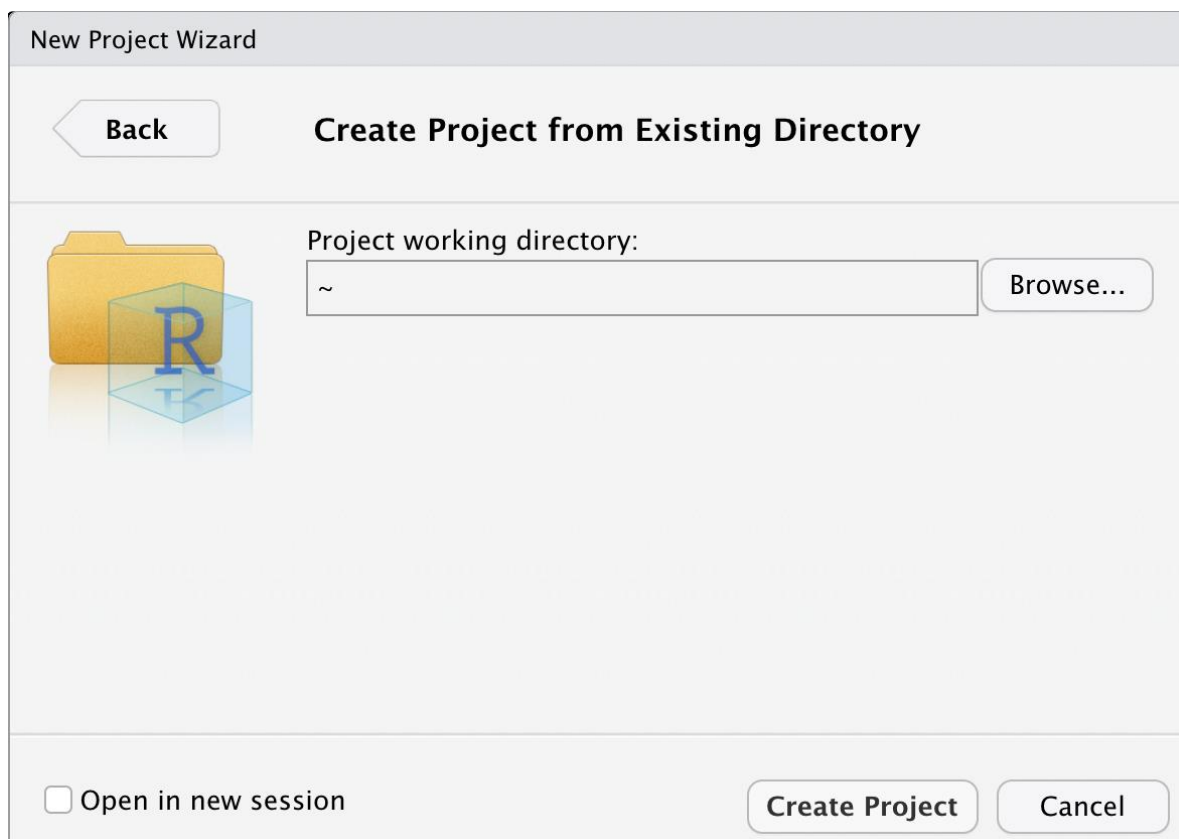 New Project Wizard
Back
Create Project from Existing Directory
Project working directory:
~
Browse...
R
Open in new session
Create Project
Cancel